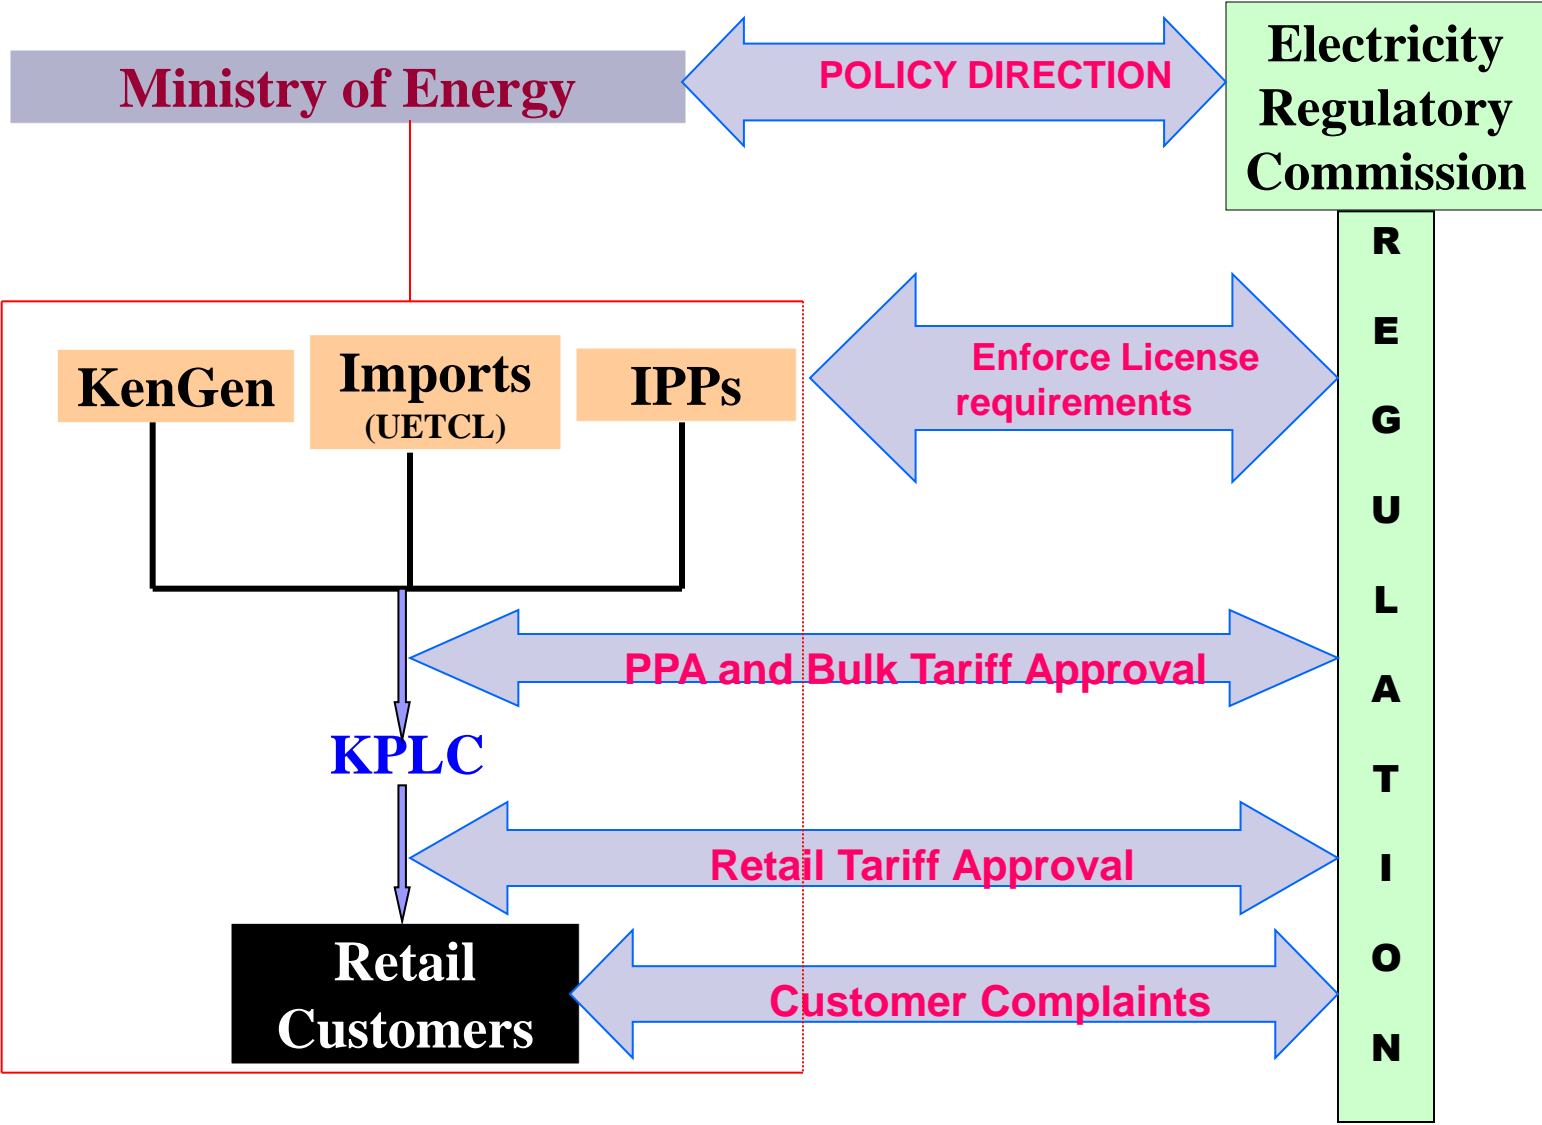 Ministry of Energy
POLICY DIRECTION
Electricity
Regulatory
Commission
KenGen
Imports
(UETCL)
IPPs
Enforce License
requirements
PPA and Bulk Tariff Approval
KPLC
Retail Tariff Approval
Retail
Customers
Customer Complaints
R
E
G
U
L
A
T
I
O
N